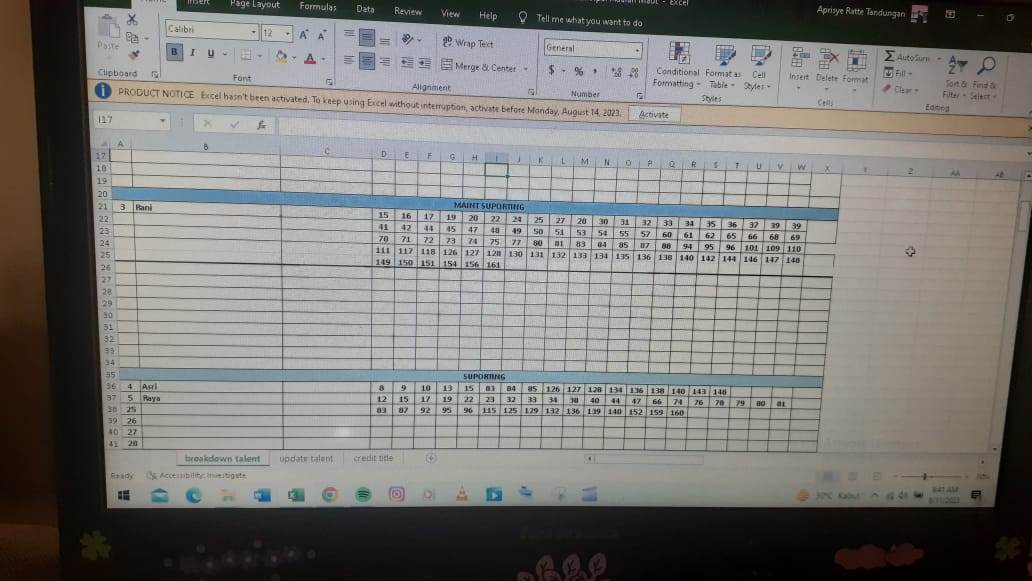 Excel
Aprisye Ratte Tandungan
Insert Page Layout Formulas Data Review View Help Tell me what you want to do
Calibri 12 Wrap Text General AutoSum
Paste B I U Merge & Center $ % , Conditional Formatting Format as Table Cell Styles Insert Delete Format Fill Clear Sort & Filter Find & Select
Clipboard Font Alignment Number Styles Cells Editing
PRODUCT NOTICE Excel hasn't been activated. To keep using Excel without interruption, activate before Monday, August 14, 2023. Activate
I17 fx
A B C D E F G H I J K L M N O P Q R S T U V W X Y Z AA AB
17
18
19
20 MAINT SUPORTING
21 3 Rani 15 16 17 19 20 22 24 25 27 28 30 31 32 33 34 35 36 37 39 39
22 41 42 44 45 47 48 49 50 51 53 54 55 57 60 61 62 65 66 68 69
23 70 71 72 73 74 75 77 80 81 83 84 85 87 88 94 95 96 101 109 110
24 111 117 118 126 127 128 130 131 132 133 134 135 136 138 140 142 144 146 147 148
25 149 150 151 154 156 161
26
27
28
29
30
31
32
33
34
35 SUPORTING
36 4 Asri 8 9 10 13 15 83 84 85 126 127 128 134 136 138 140 143 148
37 5 Raya 12 15 17 19 22 23 32 33 34 38 40 44 47 66 74 76 78 79 80 81
38 25 83 87 92 95 96 115 125 129 132 136 139 140 152 159 160
39 26
40 27
41 28
breakdown talent update talent credit title
Ready Accessibility: Investigate
30°C Kabut 9:41 AM
8/11/2023